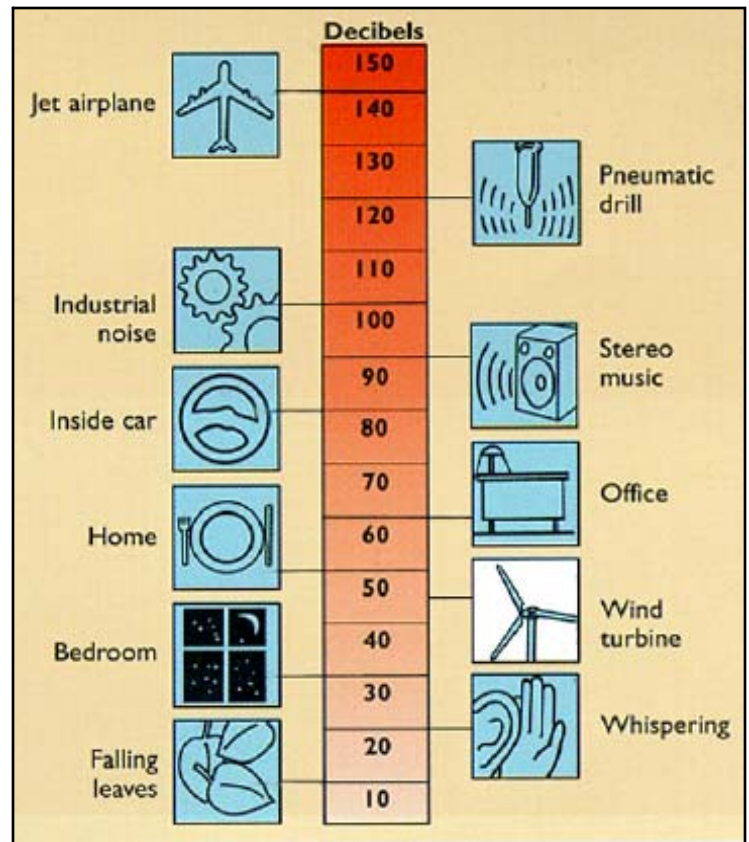 Decibels
150
140
130
120
110
100
90
80
70
60
50
40
30
20
10
Jet airplane
Industrial
noise
Inside car
Home
Bedroom
Falling
leaves
Pneumatic
drill
Stereo
music
Office
Wind
turbine
Whispering